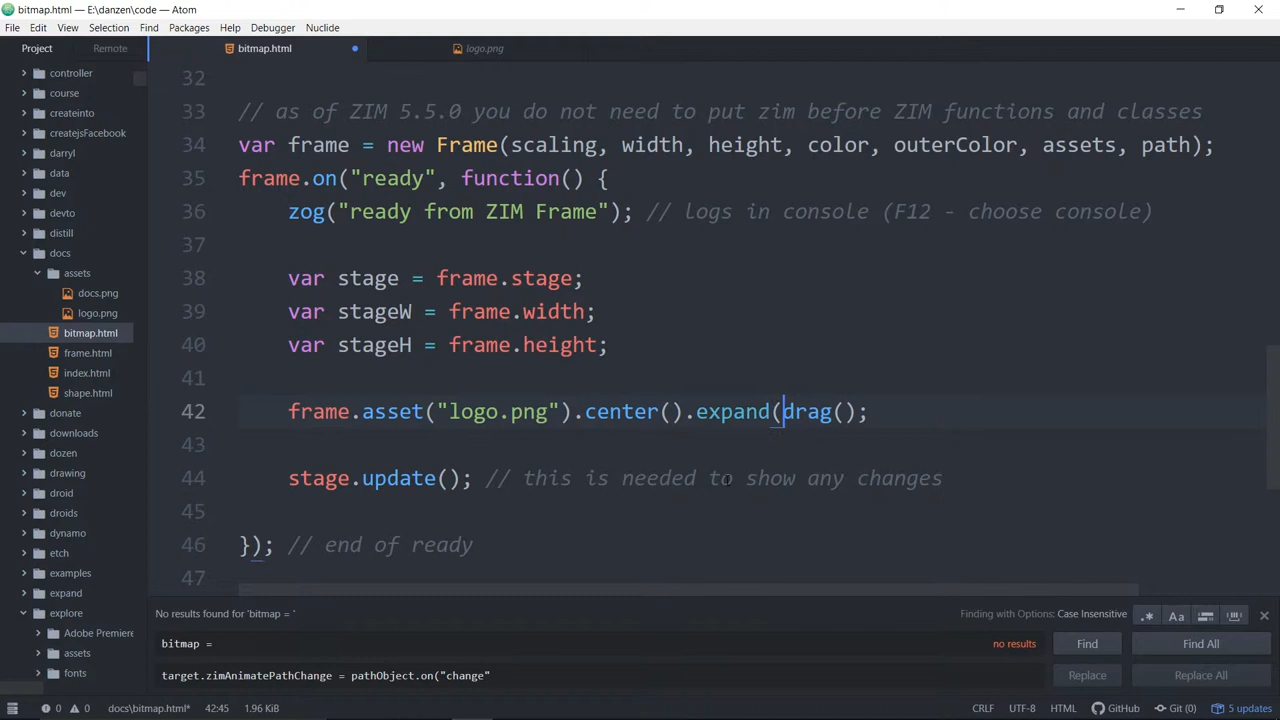 bitmap.html — E:\danzen\code — Atom
File Edit View Selection Find Packages Help Debugger Nuclide
Project Remote
bitmap.html
logo.png
controller
course
createinto
createjsFacebook
darryl
data
dev
devto
distill
docs
assets
docs.png
logo.png
bitmap.html
frame.html
index.html
shape.html
donate
downloads
dozen
drawing
droid
droids
dynamo
etch
examples
expand
explore
Adobe Premiere
assets
fonts
32
33 // as of ZIM 5.5.0 you do not need to put zim before ZIM functions and classes
34 var frame = new Frame(scaling, width, height, color, outerColor, assets, path);
35 frame.on("ready", function() {
36 zog("ready from ZIM Frame"); // logs in console (F12 - choose console)
37
38 var stage = frame.stage;
39 var stageW = frame.width;
40 var stageH = frame.height;
41
42 frame.asset("logo.png").center().expand(drag();
43
44 stage.update(); // this is needed to show any changes
45
46 }); // end of ready
47
No results found for 'bitmap = '
Finding with Options: Case Insensitive
.* Aa
bitmap =
no results
Find
Find All
target.zimAnimatePathChange = pathObject.on("change"
Replace
Replace All
0 0 docs\bitmap.html* 42:45 1.96 KiB
CRLF UTF-8 HTML GitHub Git (0) 5 updates